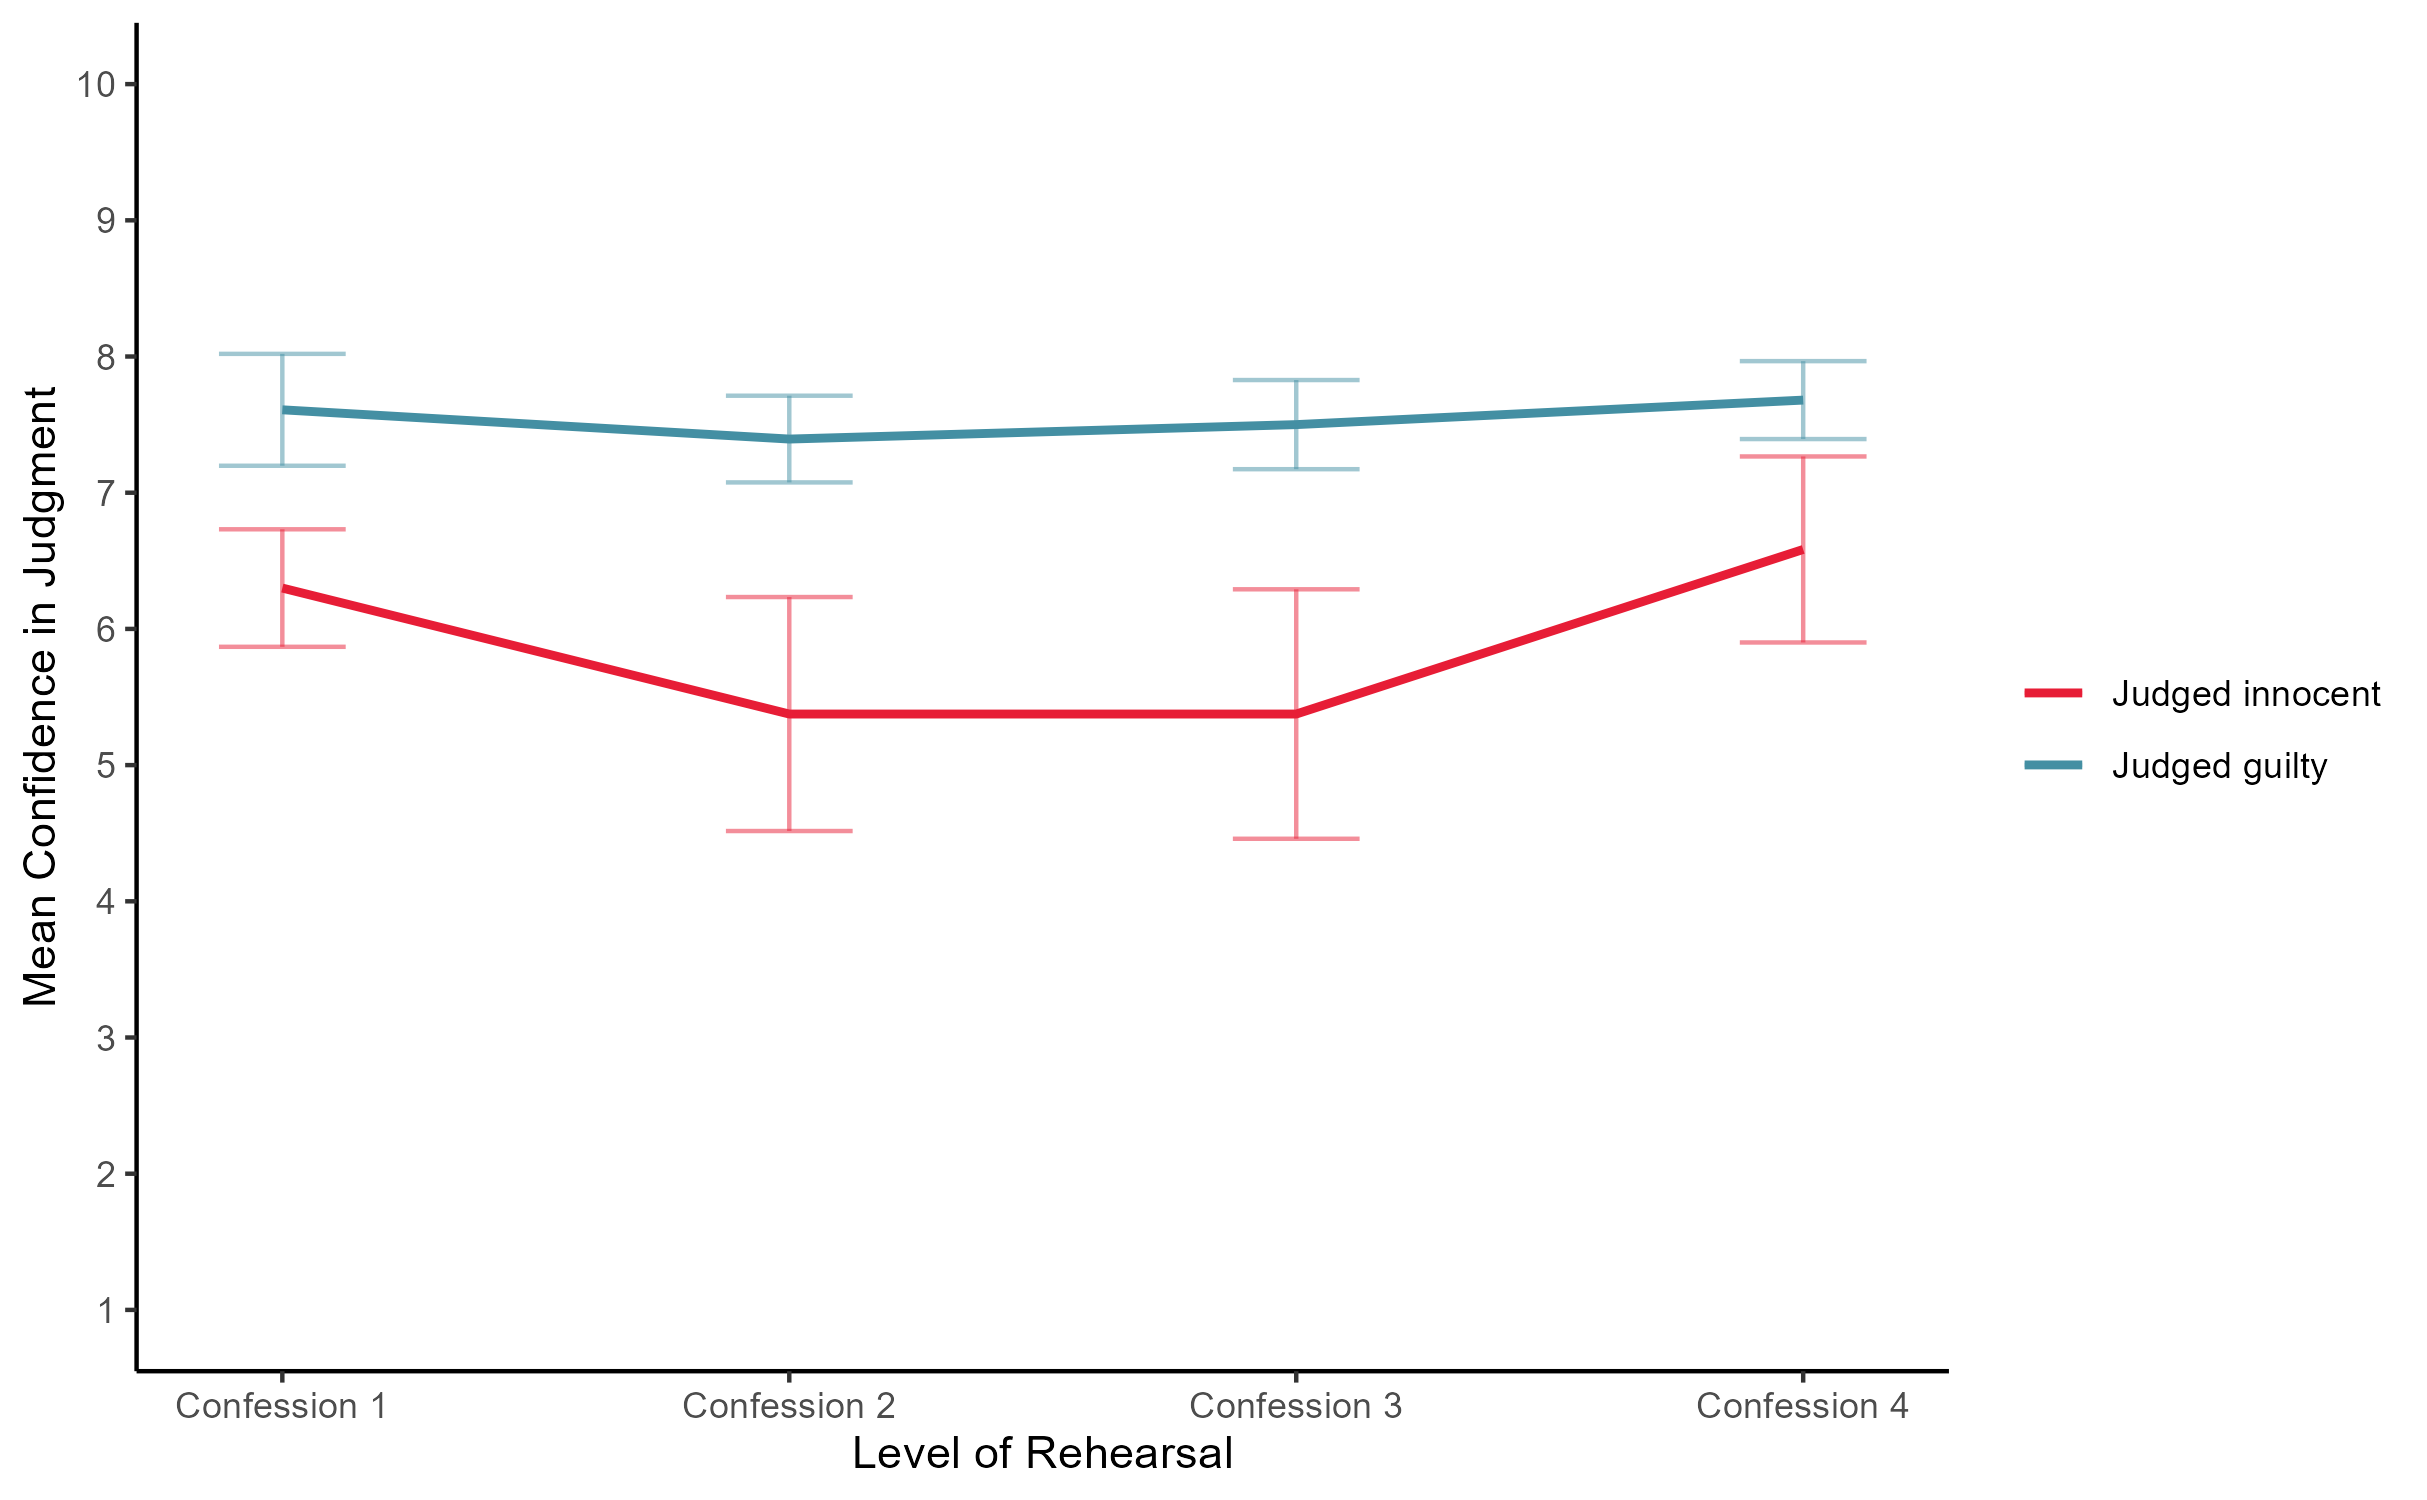 Mean Confidence in Judgment
10
9
8
7
6
5
4
3
2
1
Confession 1
Confession 2
Confession 3
Confession 4
Level of Rehearsal
Judged innocent
Judged guilty